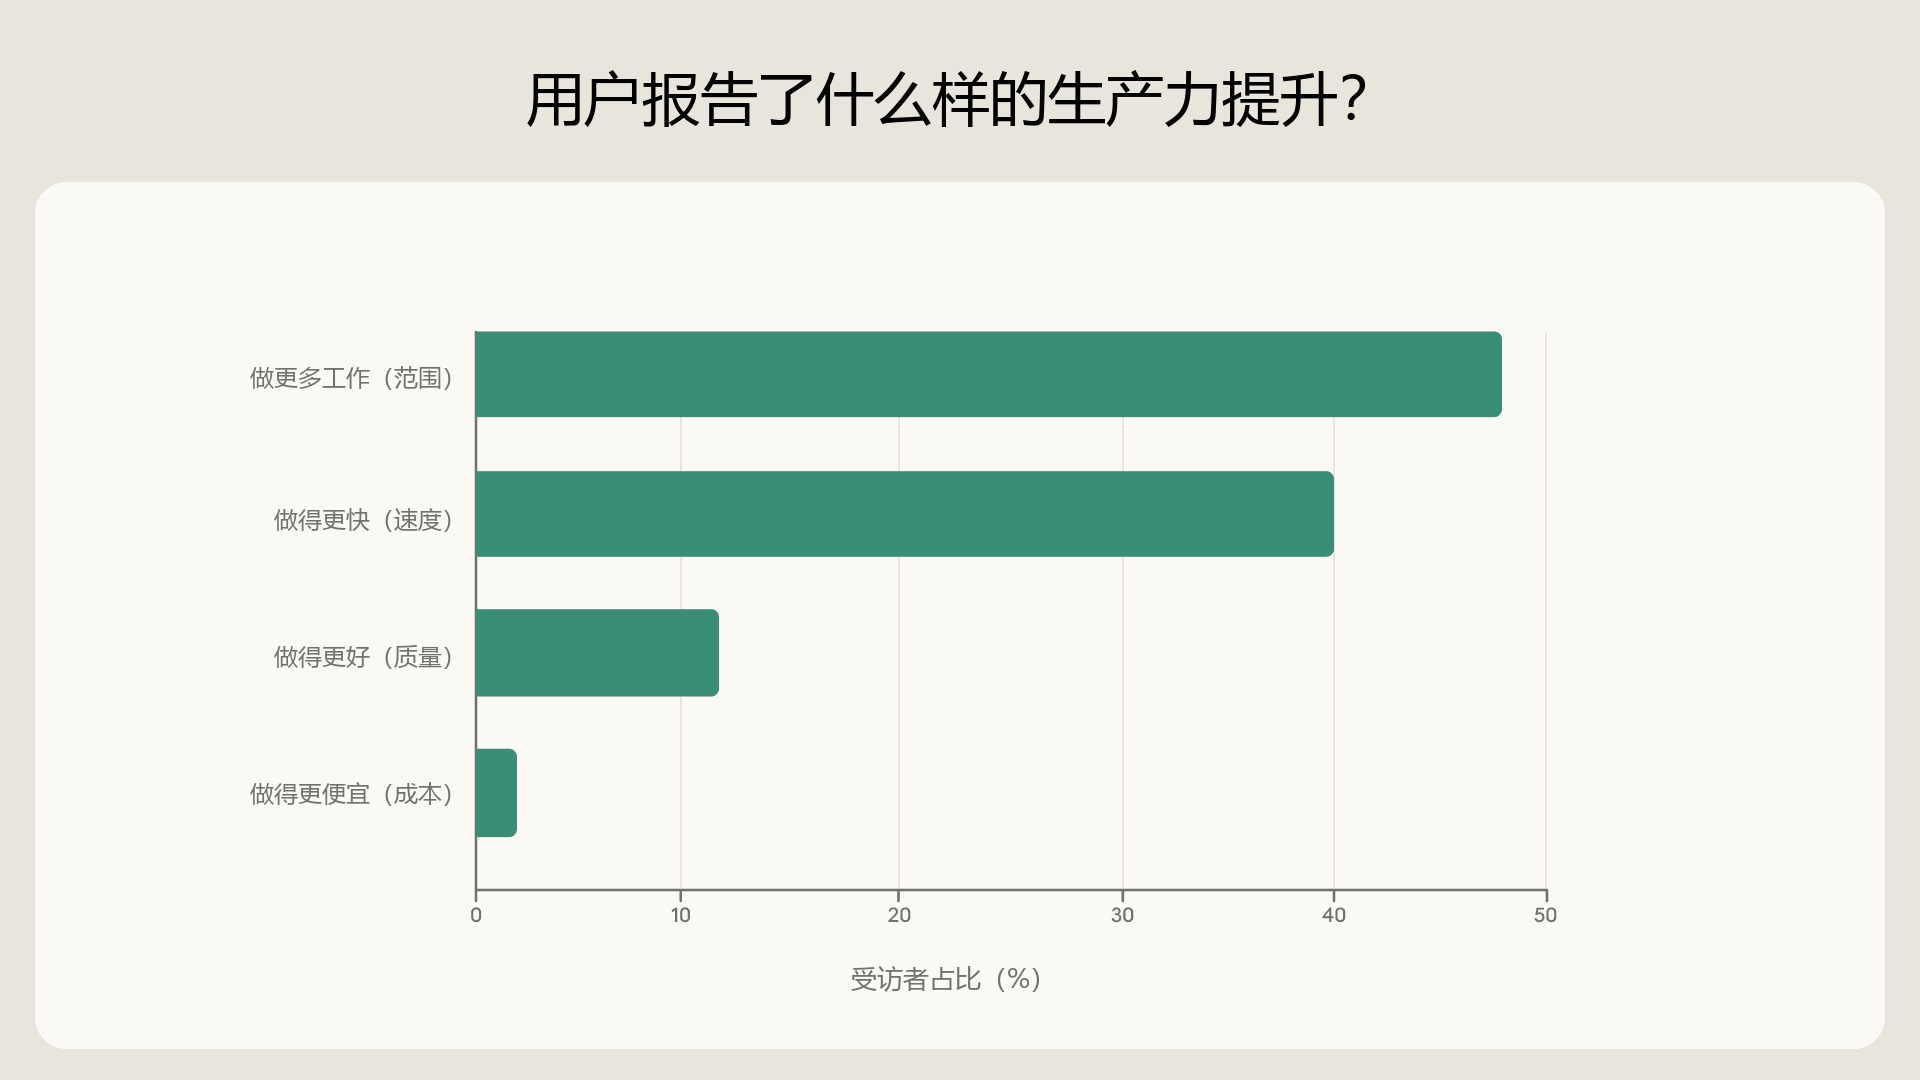 用户报告了什么样的生产力提升？
做更多工作（范围）
做得更快（速度）
做得更好（质量）
做得更便宜（成本）
0 10 20 30 40 50
受访者占比（%）